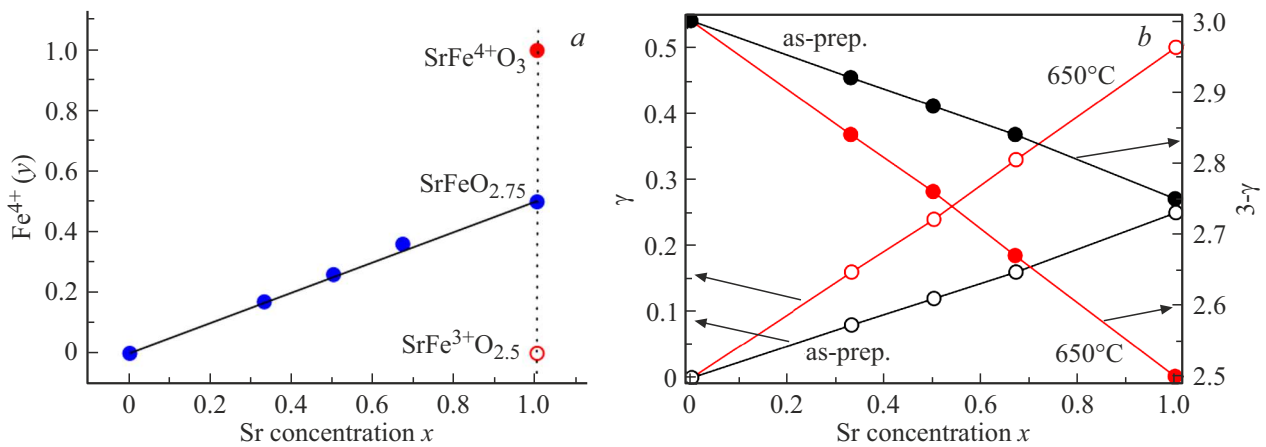 a
1.0
0.8
0.6
0.4
0.2
0
Fe⁴⁺ (y)
SrFe⁴⁺O₃
SrFeO₂.₇₅
SrFe³⁺O₂.₅
0 0.2 0.4 0.6 0.8 1.0
Sr concentration x
b
0.5
0.4
0.3
0.2
0.1
0
γ
as-prep.
650°C
as-prep.
650°C
3.0
2.9
2.8
2.7
2.6
2.5
3-γ
0 0.2 0.4 0.6 0.8 1.0
Sr concentration x